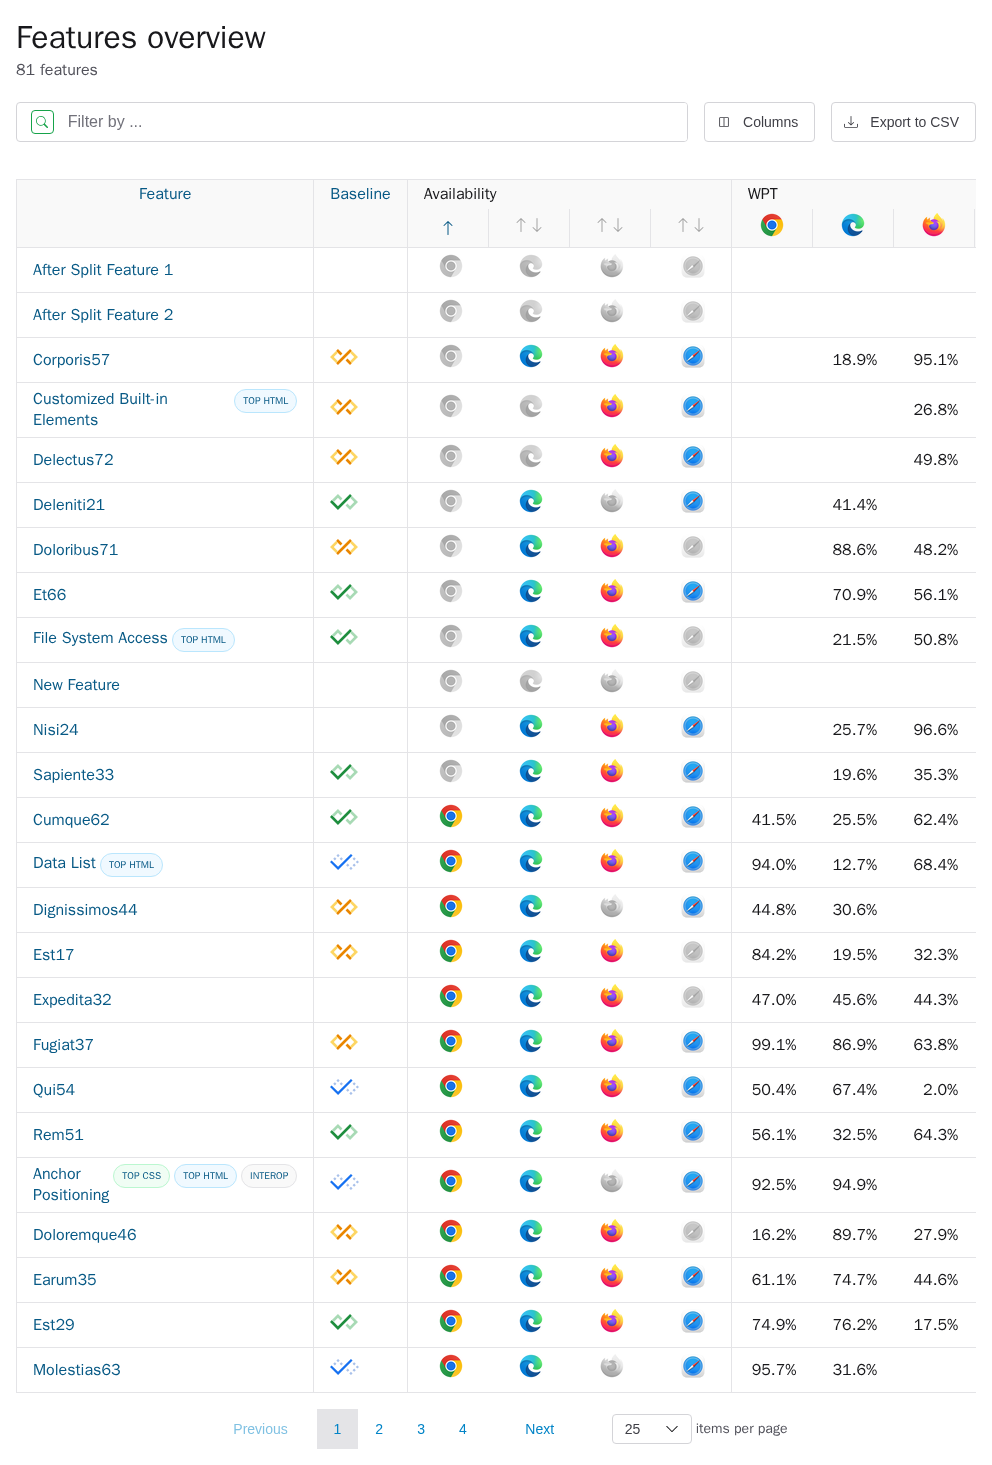 Features overview
81 features
Filter by ...
Columns
Export to CSV
Feature Baseline Availability WPT
After Split Feature 1
After Split Feature 2
Corporis57 18.9% 95.1%
Customized Built-in TOP HTML
Elements 26.8%
Delectus72 49.8%
Deleniti21 41.4%
Doloribus71 88.6% 48.2%
Et66 70.9% 56.1%
File System Access TOP HTML 21.5% 50.8%
New Feature
Nisi24 25.7% 96.6%
Sapiente33 19.6% 35.3%
Cumque62 41.5% 25.5% 62.4%
Data List TOP HTML 94.0% 12.7% 68.4%
Dignissimos44 44.8% 30.6%
Est17 84.2% 19.5% 32.3%
Expedita32 47.0% 45.6% 44.3%
Fugiat37 99.1% 86.9% 63.8%
Qui54 50.4% 67.4% 2.0%
Rem51 56.1% 32.5% 64.3%
Anchor TOP CSS TOP HTML INTEROP
Positioning 92.5% 94.9%
Doloremque46 16.2% 89.7% 27.9%
Earum35 61.1% 74.7% 44.6%
Est29 74.9% 76.2% 17.5%
Molestias63 95.7% 31.6%
Previous 1 2 3 4 Next 25 items per page